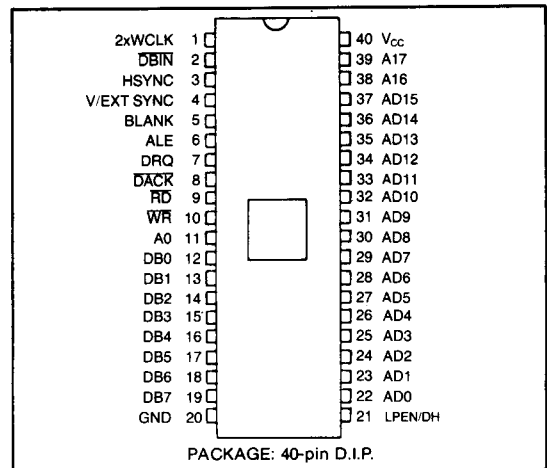 2xWCLK 1 40 VCC
DBIN 2 39 A17
HSYNC 3 38 A16
V/EXT SYNC 4 37 AD15
BLANK 5 36 AD14
ALE 6 35 AD13
DRQ 7 34 AD12
DACK 8 33 AD11
RD 9 32 AD10
WR 10 31 AD9
A0 11 30 AD8
DB0 12 29 AD7
DB1 13 28 AD6
DB2 14 27 AD5
DB3 15 26 AD4
DB4 16 25 AD3
DB5 17 24 AD2
DB6 18 23 AD1
DB7 19 22 AD0
GND 20 21 LPEN/DH
PACKAGE: 40-pin D.I.P.